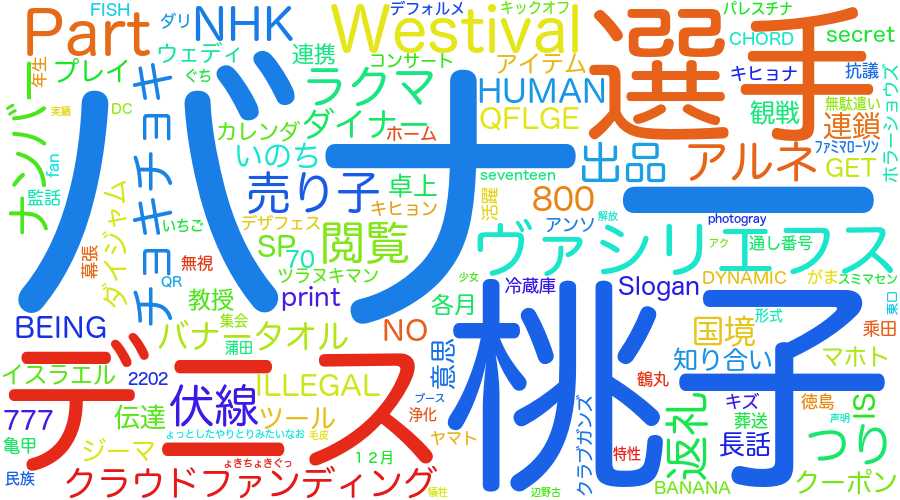 FISH
ダリ
NHK
デフォルメ
Westival
キックオフ
選手
パレスチナ
Part
年生
プレイ
ウェディ
ぐち
連携
コンサート
ラクマ
アイテム
CHORD
secret
キヒョナ
抗議
ホラーショウズ
ナンバー
実績
DC
チョキチョキ
バナー
カレンダ
ダイナー
ホーム
HUMAN
QFLGE
観戦
無駄遣い
連鎖
ファミマローソン
fan
監話
ダイジャム
いのち
売り子
卓上
seventeen
出品
アルネ
GET
いちご
デザフェス
キヒョン
活躍
800
アンソ
解放
photogray
幕張
無視
SP
70
閲覧
ヴァシリエフス
アク
通し番号
QR
教授
ツラヌキマン
print
各月
少女
冷蔵庫
Slogan
DYNAMIC
がま
スミマセン
東口
BEING
集会
蒲田
バナータオル
NO
意思
桃子
国境
形式
乗田
デニース
イスラエル
2202
ILLEGAL
知り合い
マホト
777
伝達
伏線
ツール
ブース
浄化
クラブガンズ
鶴丸
キズ
徳島
IS
亀甲
ジーマ
ょっとしたやりとりみたいなお
毛皮
ヤマト
特性
返礼
葬送
声明
つり
民族
クラウドファンディング
ょきちょきぐっ
12月
犠牲
辺野古
長話
BANANA
クーポン